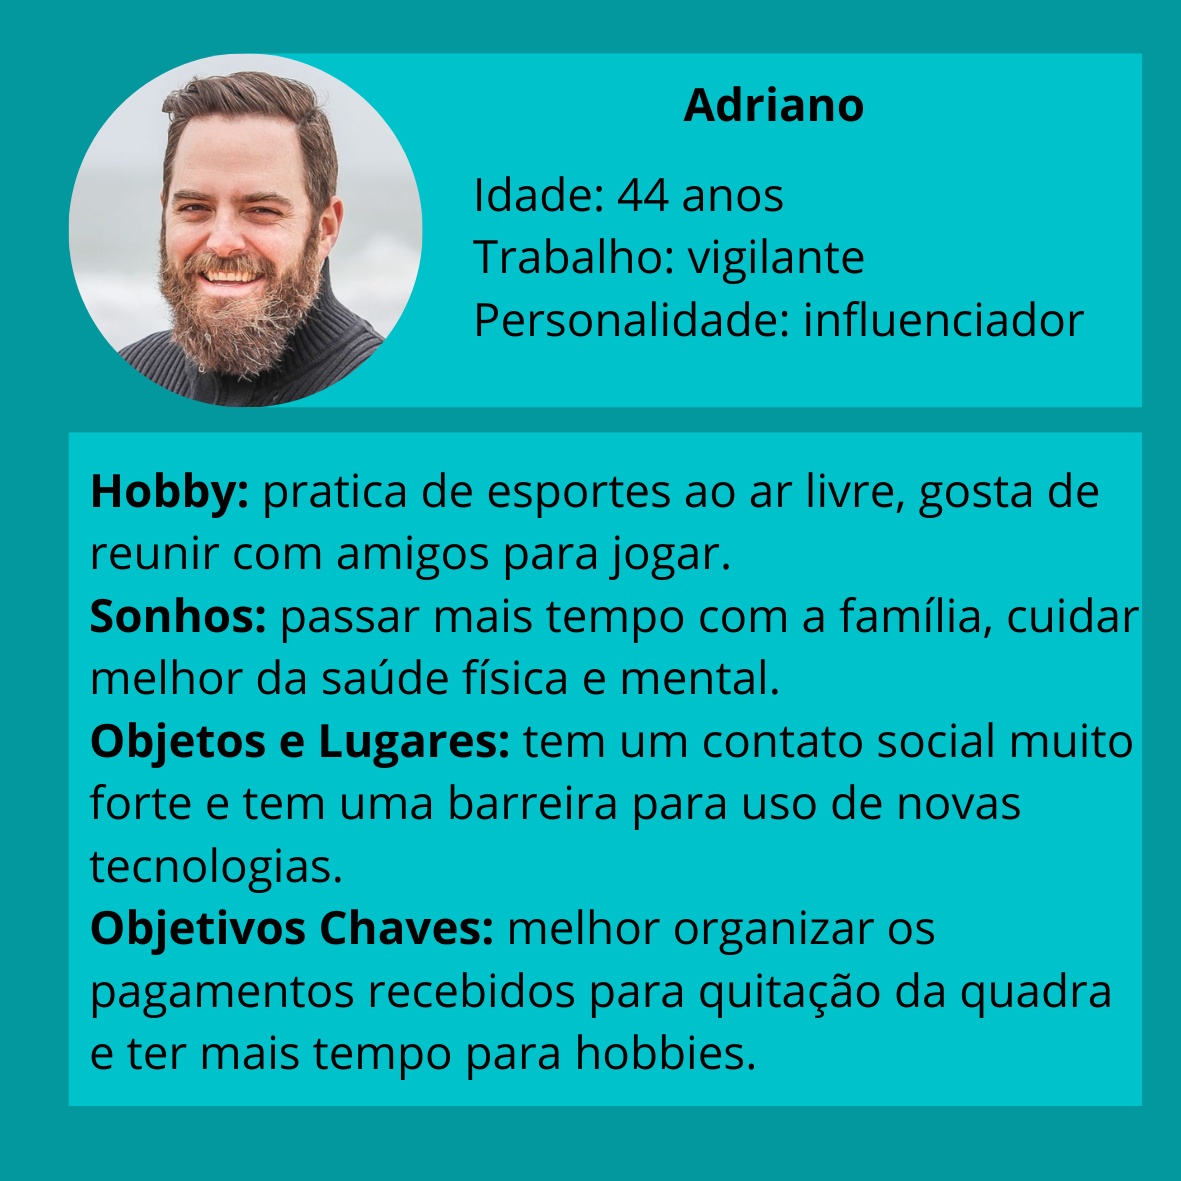 Adriano
Idade: 44 anos
Trabalho: vigilante
Personalidade: influenciador
Hobby: pratica de esportes ao ar livre, gosta de
reunir com amigos para jogar.
Sonhos: passar mais tempo com a família, cuidar
melhor da saúde física e mental.
Objetos e Lugares: tem um contato social muito
forte e tem uma barreira para uso de novas
tecnologias.
Objetivos Chaves: melhor organizar os
pagamentos recebidos para quitação da quadra
e ter mais tempo para hobbies.